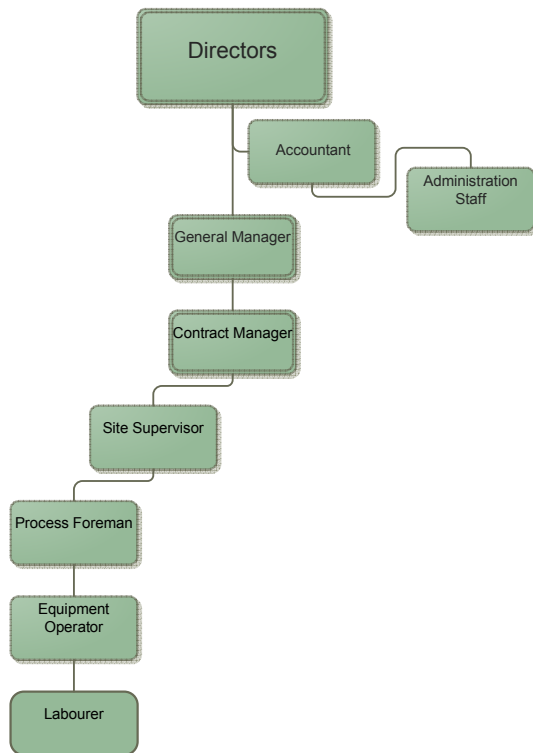 Directors
Accountant
Administration
Staff
General Manager
Contract Manager
Site Supervisor
Process Foreman
Equipment
Operator
Labourer